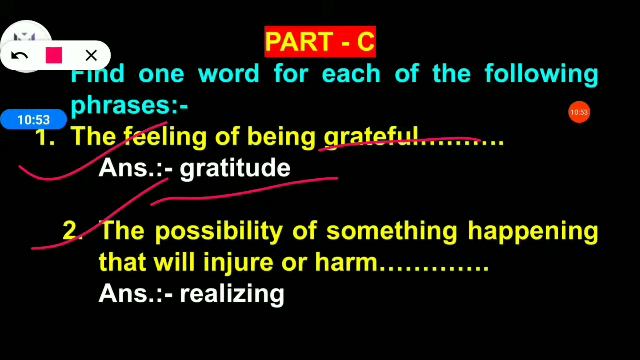 PART - C
Find one word for each of the following
phrases:-
10:53
10:53
1. The feeling of being grateful..........
Ans.:- gratitude
2. The possibility of something happening
that will injure or harm.............
Ans.:- realizing